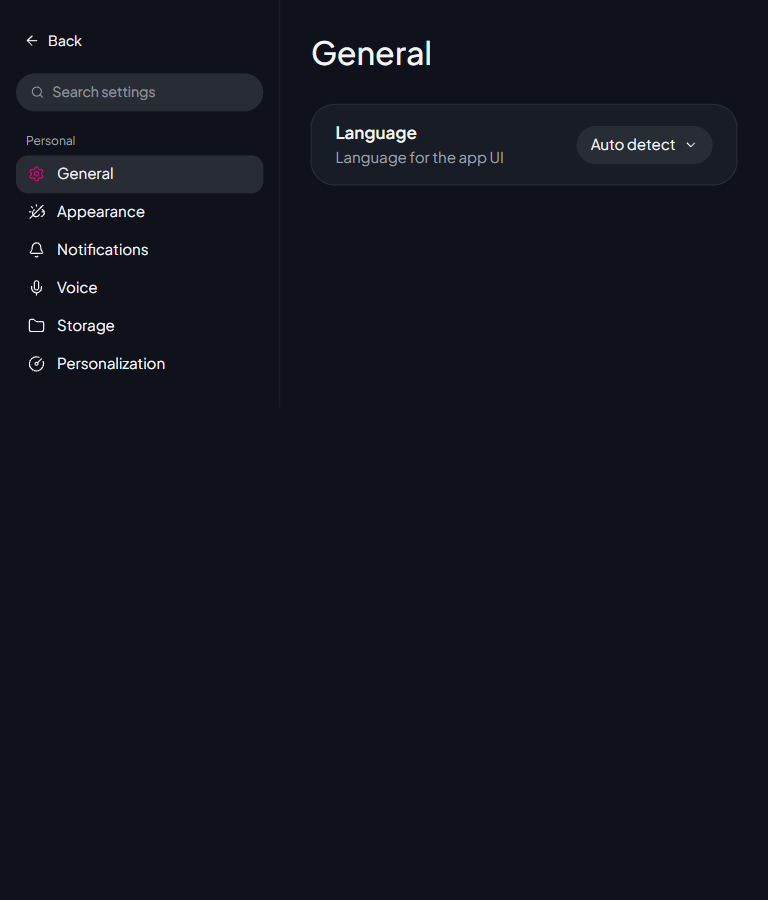 Back
Search settings
Personal
General
Appearance
Notifications
Voice
Storage
Personalization
General
Language
Language for the app UI
Auto detect